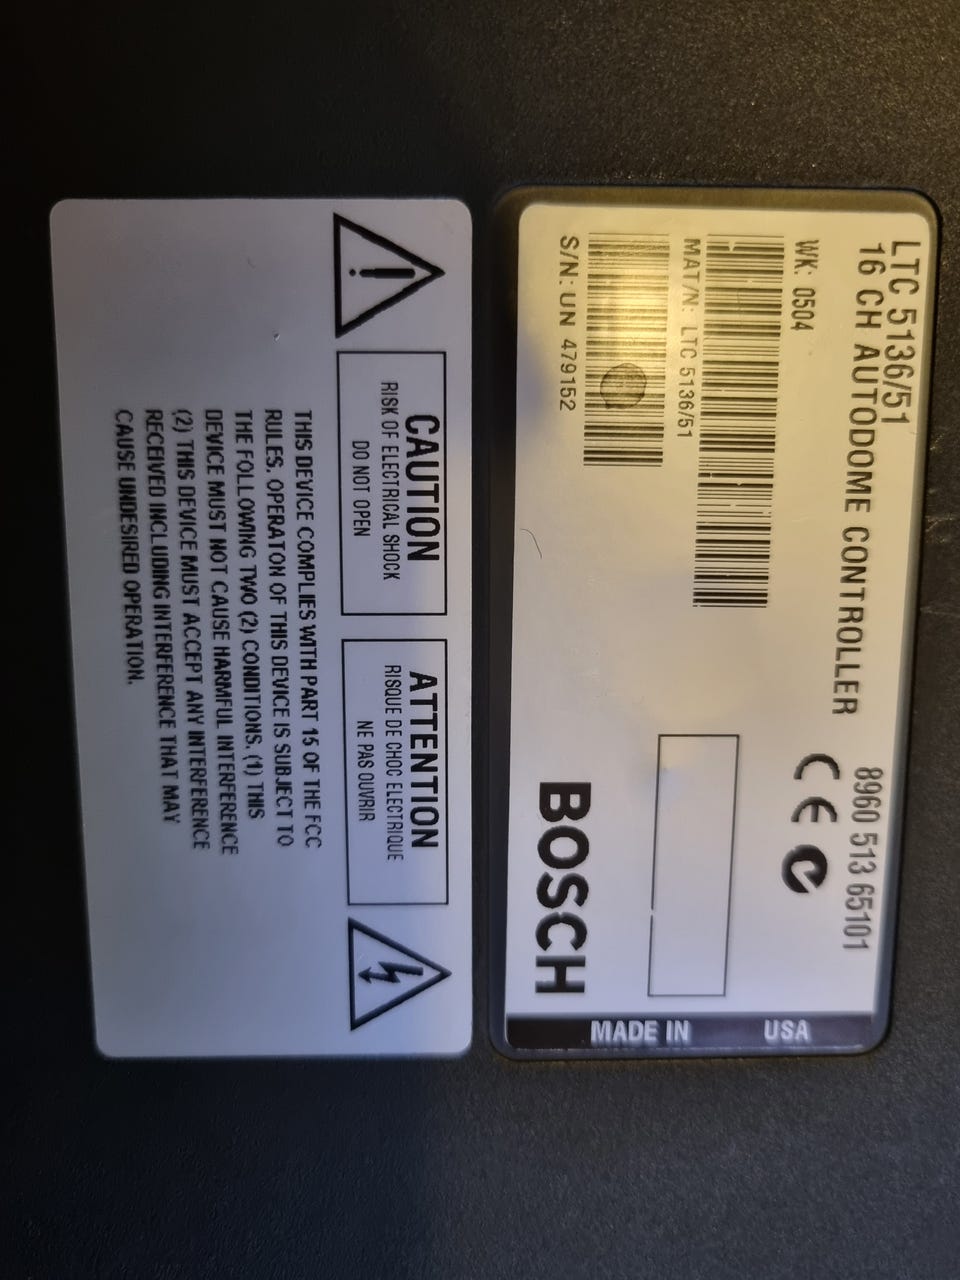 LTC 5136/51
16 CH AUTODOME CONTROLLER
8960 513 65101
WK: 0504
MAT/N: LTC 5136/51
S/N: UN 479152
CE
BOSCH
MADE IN USA
CAUTION
RISK OF ELECTRICAL SHOCK
DO NOT OPEN
ATTENTION
RISQUE DE CHOC ELECTRIQUE
NE PAS OUVRIR
THIS DEVICE COMPLIES WITH PART 15 OF THE FCC
RULES. OPERATON OF THIS DEVICE IS SUBJECT TO
THE FOLLOWING TWO (2) CONDITIONS. (1) THIS
DEVICE MUST NOT CAUSE HARMFUL INTERFERENCE
(2) THIS DEVICE MUST ACCEPT ANY INTERFERENCE
RECEIVED INCLUDING INTERFERENCE THAT MAY
CAUSE UNDESIRED OPERATION.